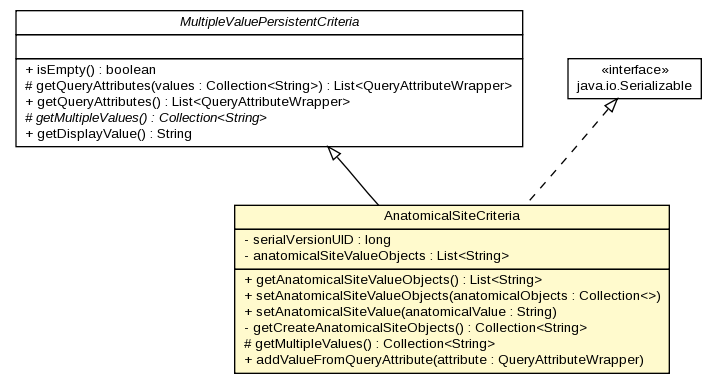 MultipleValuePersistentCriteria
+ isEmpty() : boolean
# getQueryAttributes(values : Collection<String>) : List<QueryAttributeWrapper>
+ getQueryAttributes() : List<QueryAttributeWrapper>
# getMultipleValues() : Collection<String>
+ getDisplayValue() : String
«interface»
java.io.Serializable
AnatomicalSiteCriteria
- serialVersionUID : long
- anatomicalSiteValueObjects : List<String>
+ getAnatomicalSiteValueObjects() : List<String>
+ setAnatomicalSiteValueObjects(anatomicalObjects : Collection<>)
+ setAnatomicalSiteValue(anatomicalValue : String)
- getCreateAnatomicalSiteObjects() : Collection<String>
# getMultipleValues() : Collection<String>
+ addValueFromQueryAttribute(attribute : QueryAttributeWrapper)